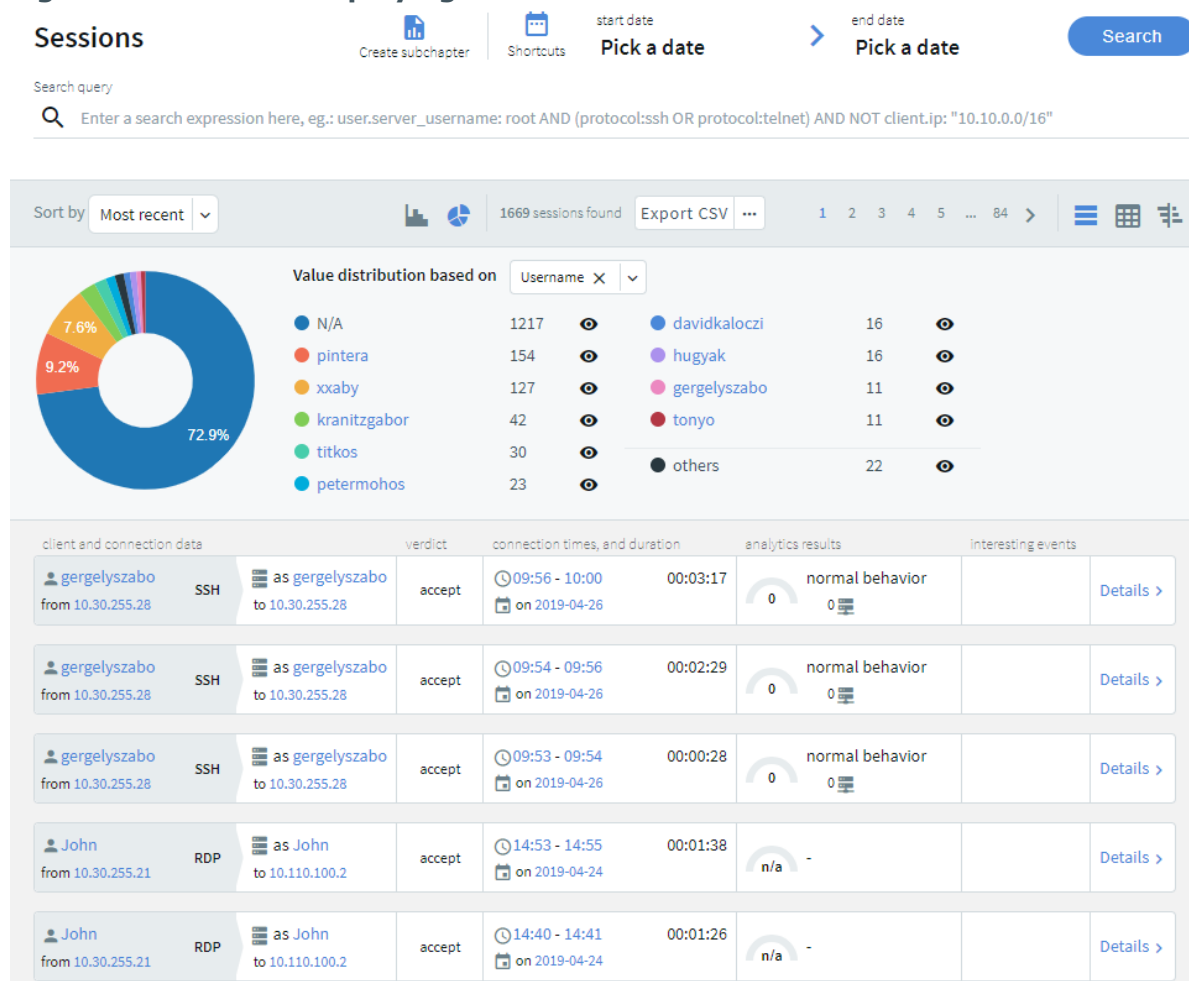 Sessions
Create subchapter
Shortcuts
start date
Pick a date
end date
Pick a date
Search
Search query
Enter a search expression here, eg.: user.server_username: root AND (protocol:ssh OR protocol:telnet) AND NOT client.ip: "10.10.0.0/16"
Sort by Most recent
1669 sessions found
Export CSV ...
1 2 3 4 5 ... 84
Value distribution based on Username
7.6%
9.2%
72.9%
N/A 1217
pintera 154
xxaby 127
kranitzgabor 42
titkos 30
petermohos 23
davidkaloczi 16
hugyak 16
gergelyszabo 11
tonyo 11
others 22
client and connection data verdict connection times, and duration analytics results interesting events
gergelyszabo SSH as gergelyszabo accept 09:56 - 10:00 00:03:17 0 normal behavior Details >
from 10.30.255.28 to 10.30.255.28 on 2019-04-26 0
gergelyszabo SSH as gergelyszabo accept 09:54 - 09:56 00:02:29 0 normal behavior Details >
from 10.30.255.28 to 10.30.255.28 on 2019-04-26 0
gergelyszabo SSH as gergelyszabo accept 09:53 - 09:54 00:00:28 0 normal behavior Details >
from 10.30.255.28 to 10.30.255.28 on 2019-04-26 0
John RDP as John accept 14:53 - 14:55 00:01:38 n/a - Details >
from 10.30.255.21 to 10.110.100.2 on 2019-04-24
John RDP as John accept 14:40 - 14:41 00:01:26 n/a - Details >
from 10.30.255.21 to 10.110.100.2 on 2019-04-24